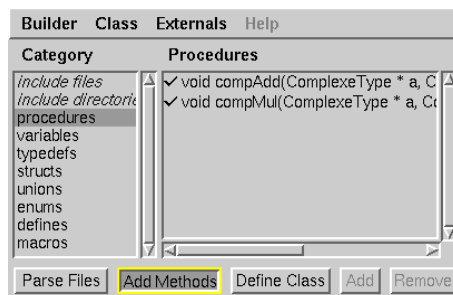 Builder Class Externals Help
Category Procedures
include files
include directorie
procedures
variables
typedefs
structs
unions
enums
defines
macros
✓ void compAdd(ComplexeType * a, C
✓ void compMul(ComplexeType * a, Co
Parse Files Add Methods Define Class Add Remove